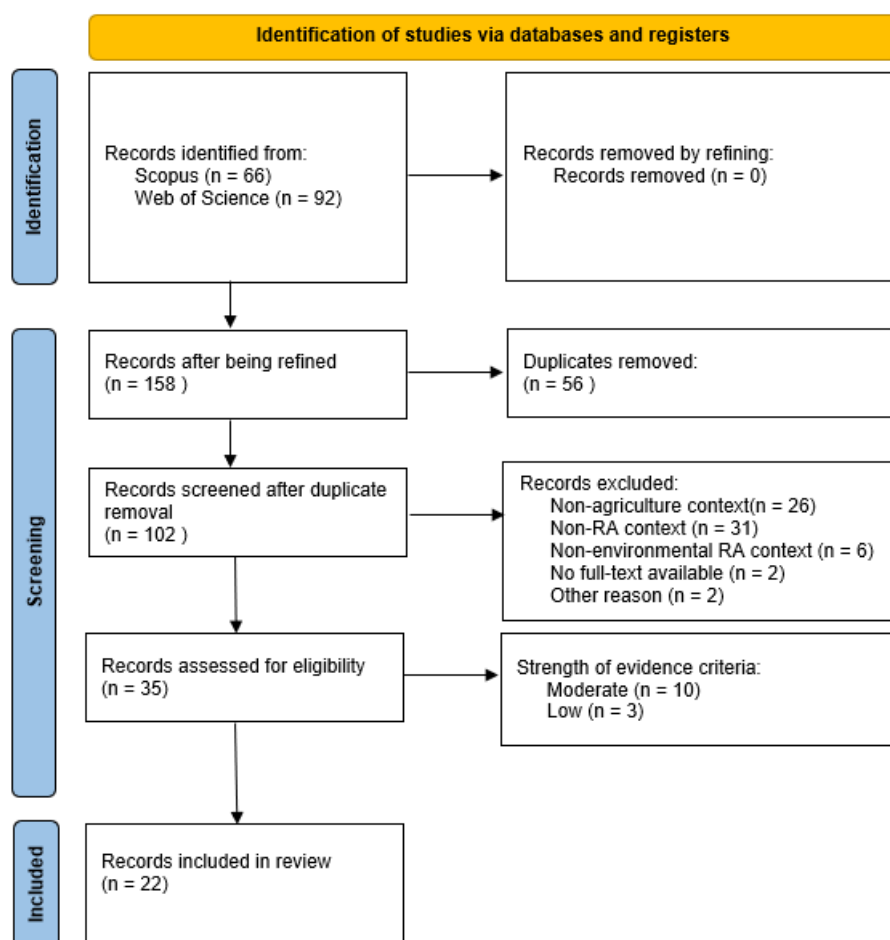 Identification of studies via databases and registers
Identification
Records identified from:
Scopus (n = 66)
Web of Science (n = 92)
Records removed by refining:
Records removed (n = 0)
Screening
Records after being refined
(n = 158 )
Duplicates removed:
(n = 56 )
Records screened after duplicate
removal
(n = 102 )
Records excluded:
Non-agriculture context(n = 26)
Non-RA context (n = 31)
Non-environmental RA context (n = 6)
No full-text available (n = 2)
Other reason (n = 2)
Records assessed for eligibility
(n = 35)
Strength of evidence criteria:
Moderate (n = 10)
Low (n = 3)
Included
Records included in review
(n = 22)